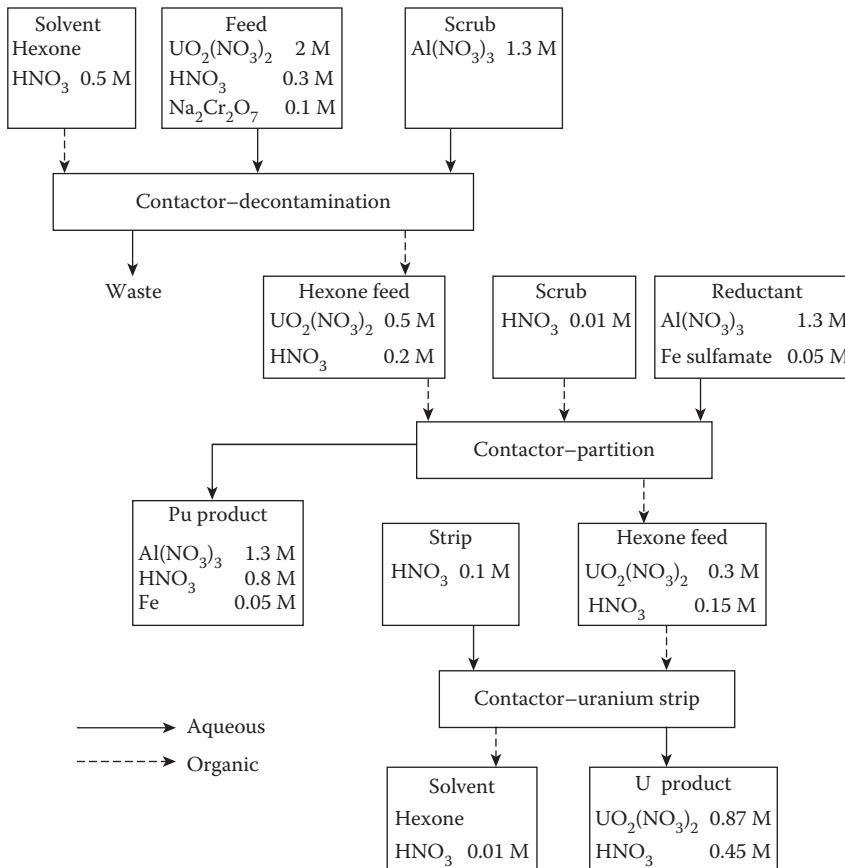 Solvent
Hexone
HNO₃ 0.5 M
Feed
UO₂(NO₃)₂ 2 M
HNO₃ 0.3 M
Na₂Cr₂O₇ 0.1 M
Scrub
Al(NO₃)₃ 1.3 M
Contactor–decontamination
Waste
Hexone feed
UO₂(NO₃)₂ 0.5 M
HNO₃ 0.2 M
Scrub
HNO₃ 0.01 M
Reductant
Al(NO₃)₃ 1.3 M
Fe sulfamate 0.05 M
Contactor–partition
Pu product
Al(NO₃)₃ 1.3 M
HNO₃ 0.8 M
Fe 0.05 M
Strip
HNO₃ 0.1 M
Hexone feed
UO₂(NO₃)₂ 0.3 M
HNO₃ 0.15 M
Contactor–uranium strip
Aqueous
Organic
Solvent
Hexone
HNO₃ 0.01 M
U product
UO₂(NO₃)₂ 0.87 M
HNO₃ 0.45 M